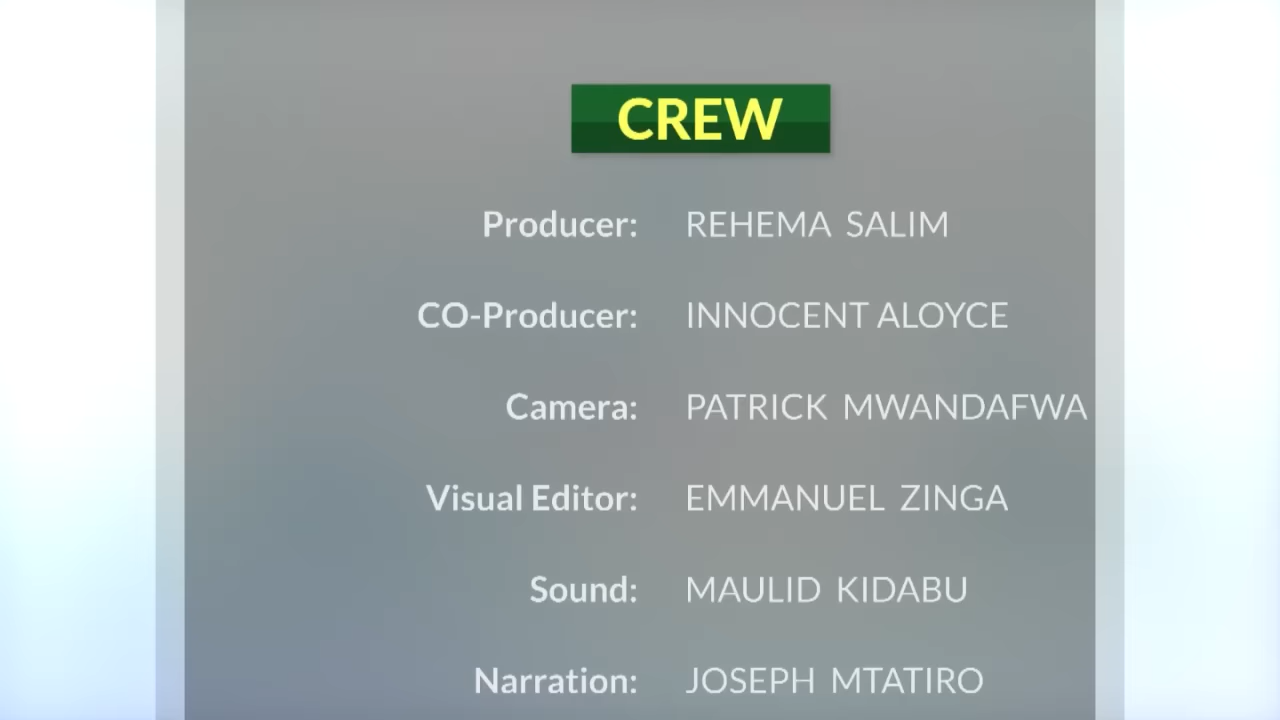 CREW
Producer: REHEMA SALIM
CO-Producer: INNOCENT ALOYCE
Camera: PATRICK MWANDAFWA
Visual Editor: EMMANUEL ZINGA
Sound: MAULID KIDABU
Narration: JOSEPH MTATIRO